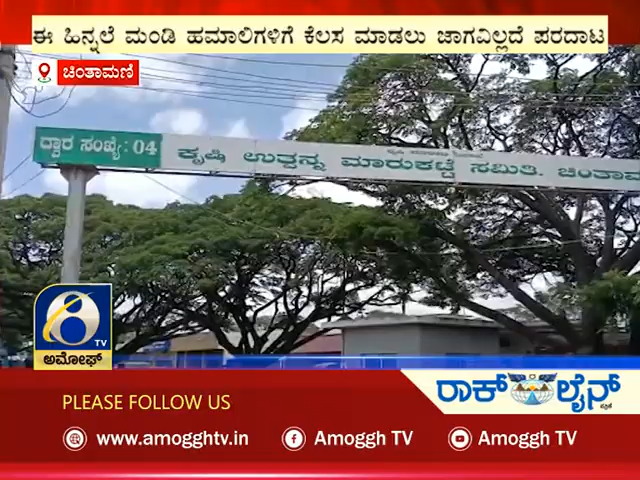 ಈ ಹಿನ್ನಲೆ ಮಂಡಿ ಹಮಾಲಿಗಳಿಗೆ ಕೆಲಸ ಮಾಡಲು ಜಾಗವಿಲ್ಲದೆ ಪರದಾಟ
ಚಿಂತಾಮಣಿ
ದ್ವಾರ ಸಂಖ್ಯೆ: 04 ಕೃಷಿ ಉತ್ಪನ್ನ ಮಾರುಕಟ್ಟೆ ಸಮಿತಿ. ಚಿಂತಾಮ
TV
ಅಮೋಘ್
ರಾಕ್ ಲೈನ್
PLEASE FOLLOW US
www.amogghtv.in Amoggh TV Amoggh TV